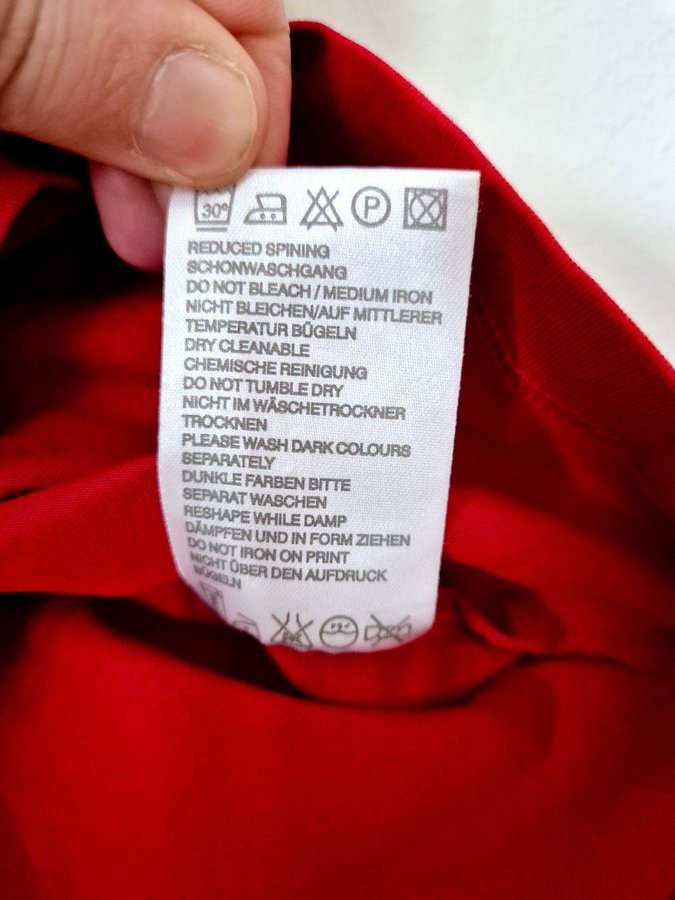 30°
P
REDUCED SPINING
SCHONWASCHGANG
DO NOT BLEACH / MEDIUM IRON
NICHT BLEICHEN/AUF MITTLERER
TEMPERATUR BÜGELN
DRY CLEANABLE
CHEMISCHE REINIGUNG
DO NOT TUMBLE DRY
NICHT IM WÄSCHETROCKNER
TROCKNEN
PLEASE WASH DARK COLOURS
SEPARATELY
DUNKLE FARBEN BITTE
SEPARAT WASCHEN
RESHAPE WHILE DAMP
DÄMPFEN UND IN FORM ZIEHEN
DO NOT IRON ON PRINT
NICHT ÜBER DEN AUFDRUCK
BÜGELN